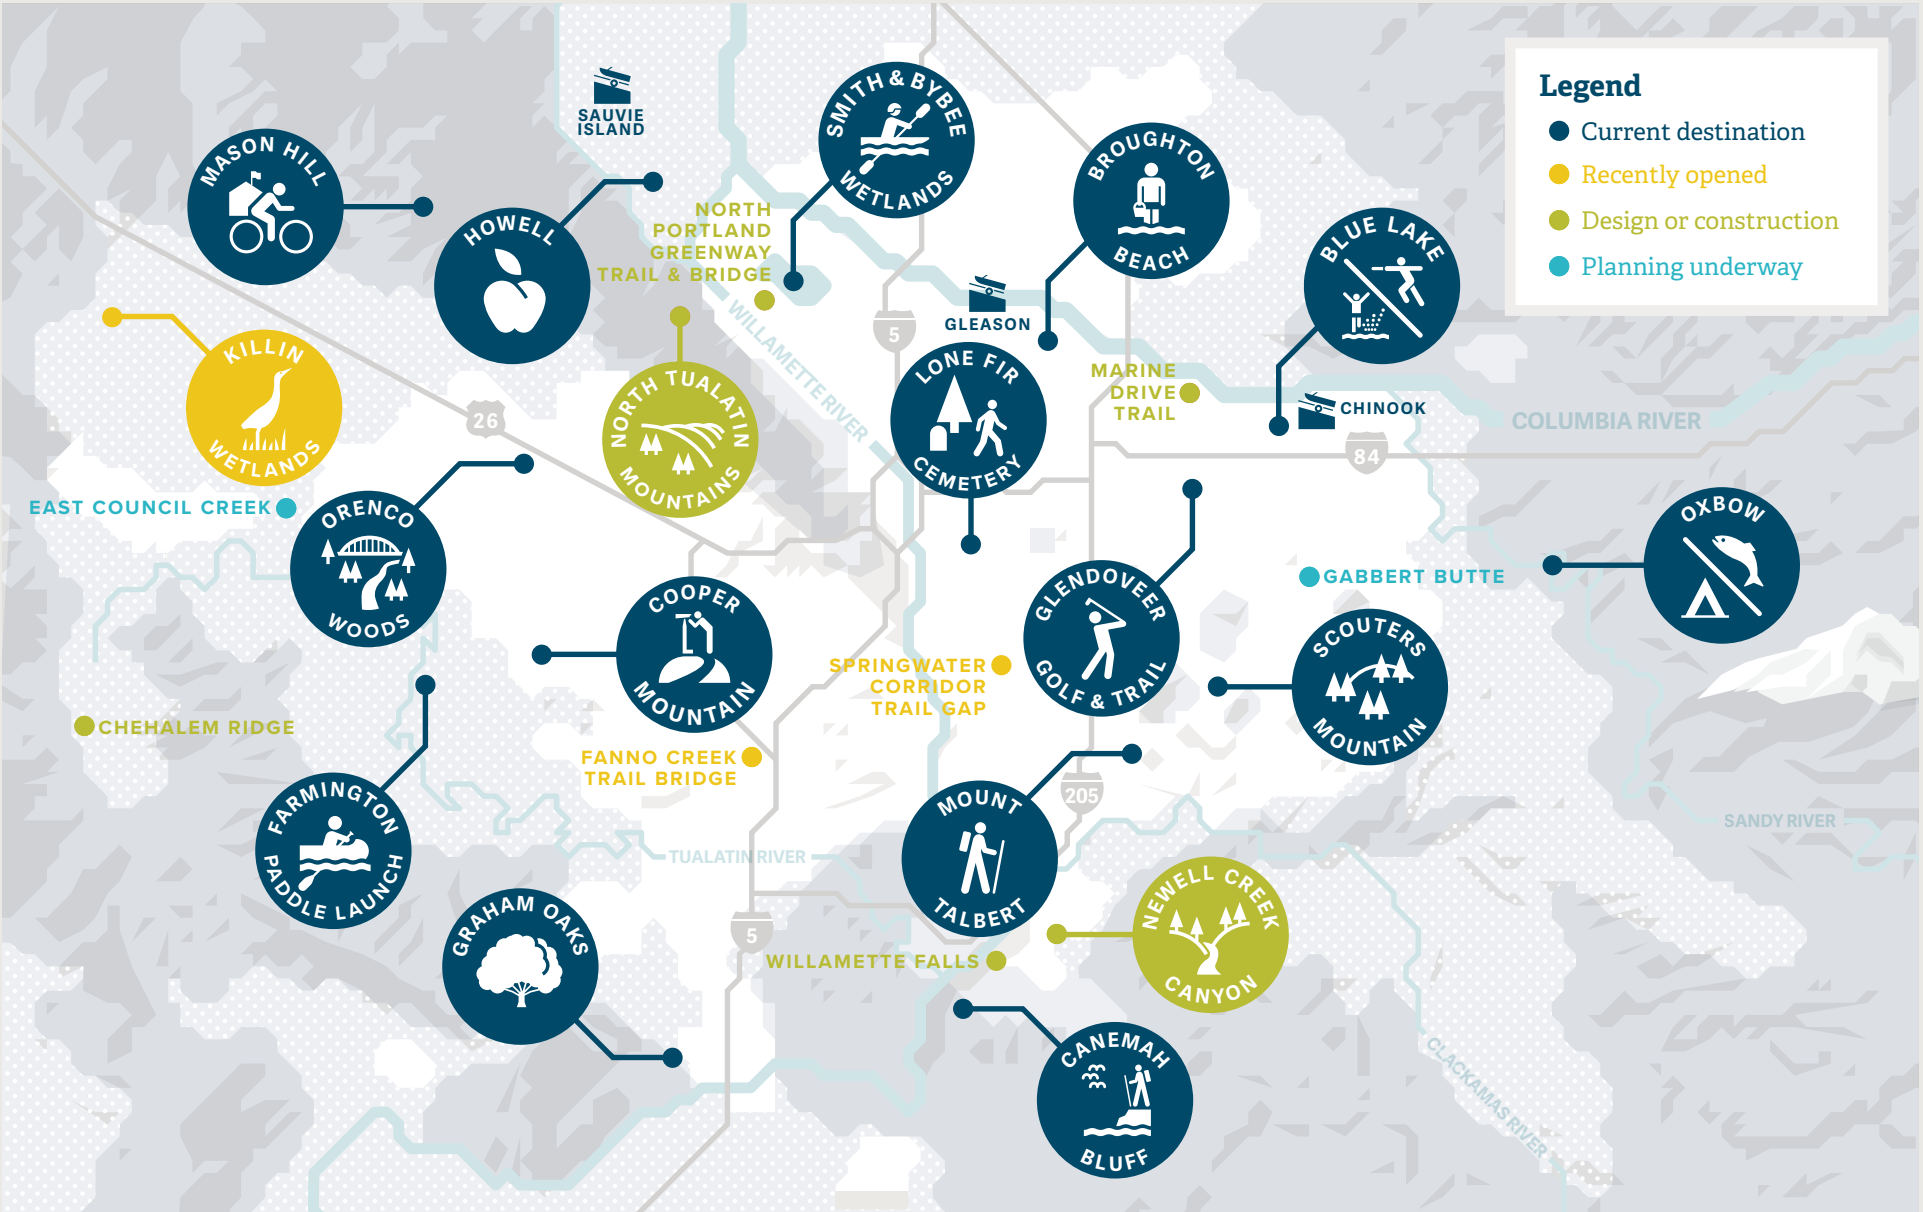 Legend
Current destination
Recently opened
Design or construction
Planning underway
SAUVIE
ISLAND
SMITH & BYBEE
WETLANDS
MASON HILL
HOWELL
NORTH
PORTLAND
GREENWAY
TRAIL & BRIDGE
BROUGHTON
BEACH
BLUE LAKE
GLEASON
5
WILLAMETTE RIVER
KILLIN
WETLANDS
26
NORTH TUALATIN
MOUNTAINS
LONE FIR
CEMETERY
MARINE
DRIVE
TRAIL
CHINOOK
COLUMBIA RIVER
84
EAST COUNCIL CREEK
ORENCO
WOODS
OXBOW
GABBERT BUTTE
COOPER
MOUNTAIN
GLENDOVEER
GOLF & TRAIL
SCOUTERS
MOUNTAIN
SPRINGWATER
CORRIDOR
TRAIL GAP
CHEHALEM RIDGE
FANNO CREEK
TRAIL BRIDGE
205
FARMINGTON
PADDLE LAUNCH
MOUNT
TALBERT
SANDY RIVER
TUALATIN RIVER
GRAHAM OAKS
5
NEWELL CREEK
CANYON
WILLAMETTE FALLS
CANEMAH
BLUFF
CLACKAMAS RIVER